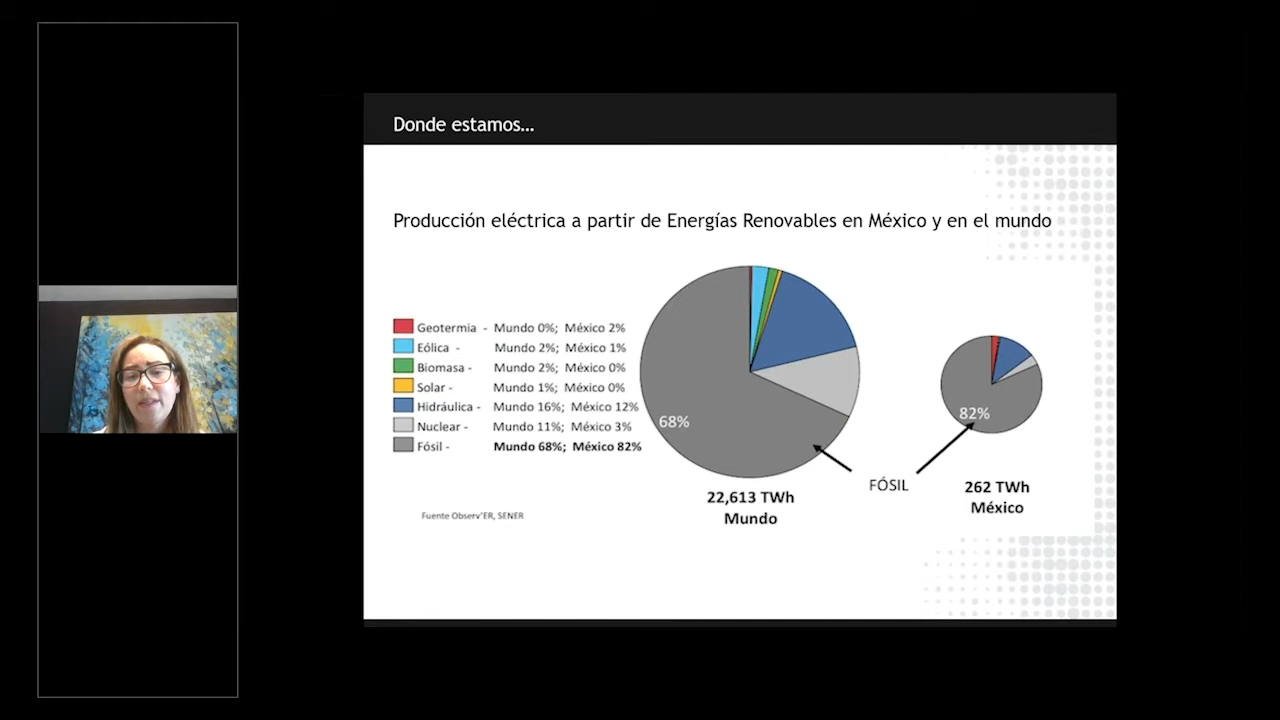 Donde estamos...
Producción eléctrica a partir de Energías Renovables en México y en el mundo
Geotermia - Mundo 0%; México 2%
Eólica - Mundo 2%; México 1%
Biomasa - Mundo 2%; México 0%
Solar - Mundo 1%; México 0%
Hidráulica - Mundo 16%; México 12%
Nuclear - Mundo 11%; México 3%
Fósil - Mundo 68%; México 82%
68%
82%
FÓSIL
22,613 TWh
Mundo
262 TWh
México
Fuente Observ'ER, SENER